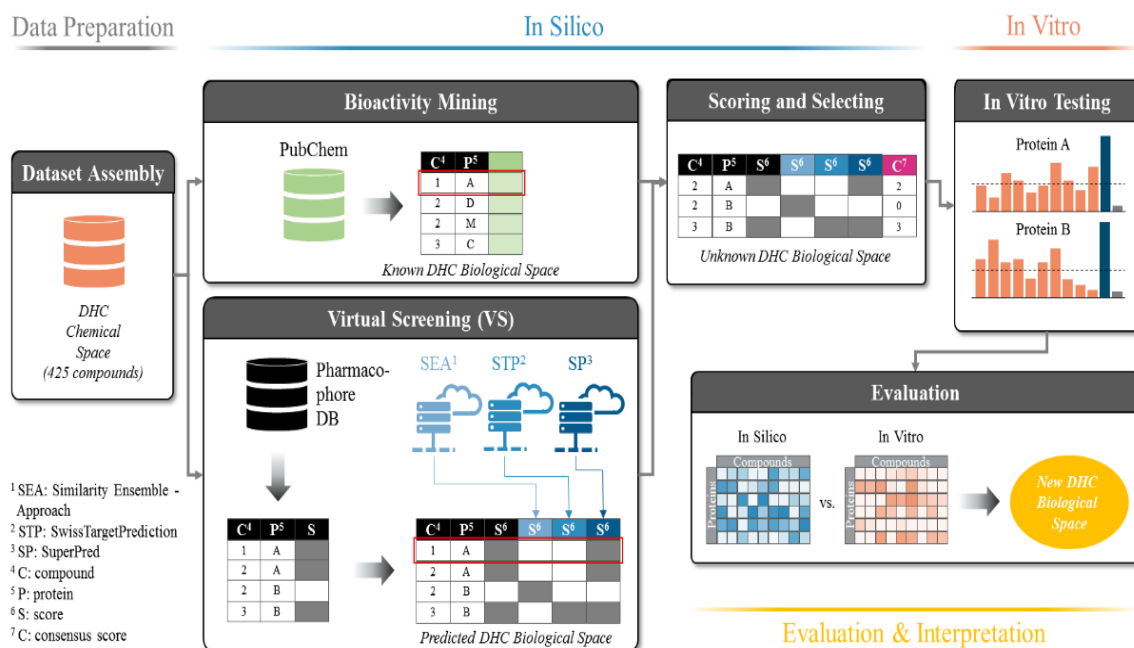 Data Preparation
In Silico
In Vitro
Dataset Assembly
DHC
Chemical
Space
(425 compounds)
Bioactivity Mining
PubChem
C⁴ P⁵
1 A
2 D
2 M
3 C
Known DHC Biological Space
Virtual Screening (VS)
Pharmaco-
phore
DB
SEA¹ STP² SP³
C⁴ P⁵ S
1 A
2 A
2 B
3 B
C⁴ P⁵ S⁶ S⁶ S⁶ S⁶
1 A
2 A
2 B
3 B
Predicted DHC Biological Space
Scoring and Selecting
C⁴ P⁵ S⁶ S⁶ S⁶ S⁶ C⁷
2 A 2
2 B 0
3 B 3
Unknown DHC Biological Space
In Vitro Testing
Protein A
Protein B
Evaluation
In Silico
Compounds
Proteins
vs.
In Vitro
Compounds
Proteins
New DHC
Biological
Space
Evaluation & Interpretation
¹ SEA: Similarity Ensemble -
Approach
² STP: SwissTargetPrediction
³ SP: SuperPred
⁴ C: compound
⁵ P: protein
⁶ S: score
⁷ C: consensus score